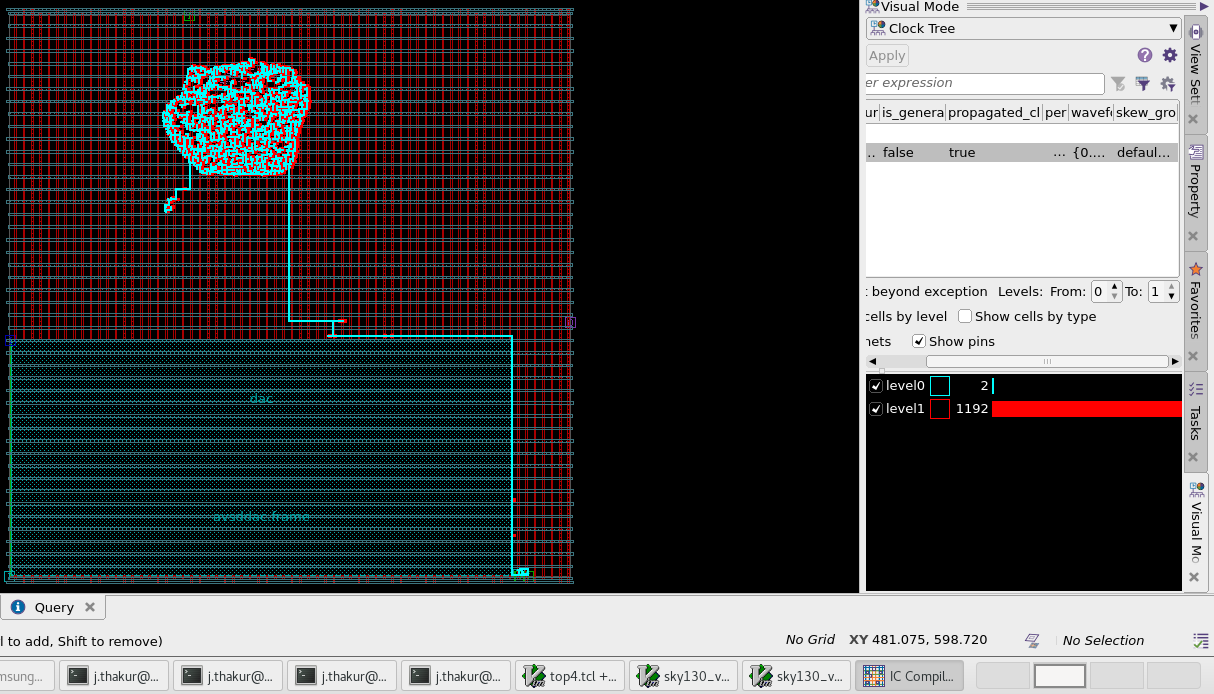 Visual Mode
Clock Tree
Apply
er expression
ur is_genera propagated_cl per wavefo skew_gro
.. false true ... {0.... defaul...
t beyond exception Levels: From: 0 To: 1
cells by level Show cells by type
nets Show pins
level0 2
level1 1192
dac
avsddac.frame
View Sett
Property
Favorites
Tasks
Visual Mo
Query
l to add, Shift to remove)
No Grid XY 481.075, 598.720 No Selection
msung... j.thakur@... j.thakur@... j.thakur@... j.thakur@... top4.tcl +... sky130_v... sky130_v... IC Compil...